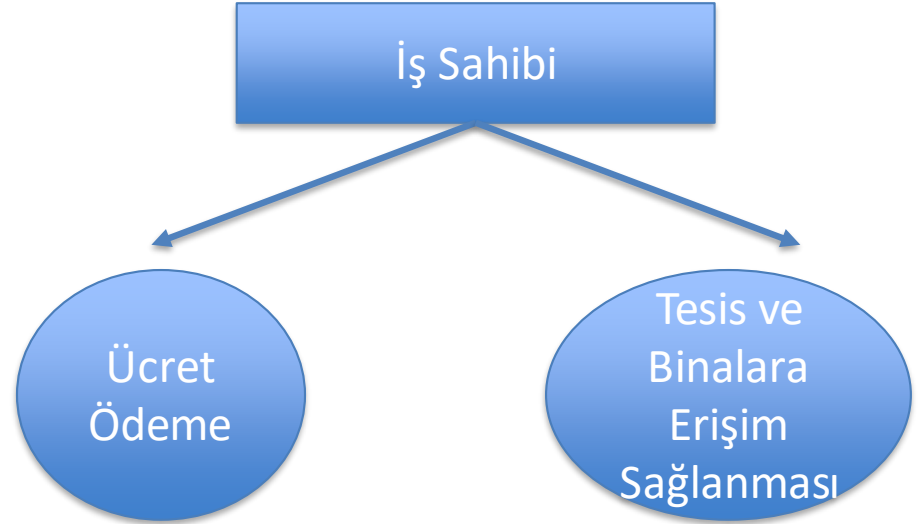 İş Sahibi
Ücret
Ödeme
Tesis ve
Binalara
Erişim
Sağlanması